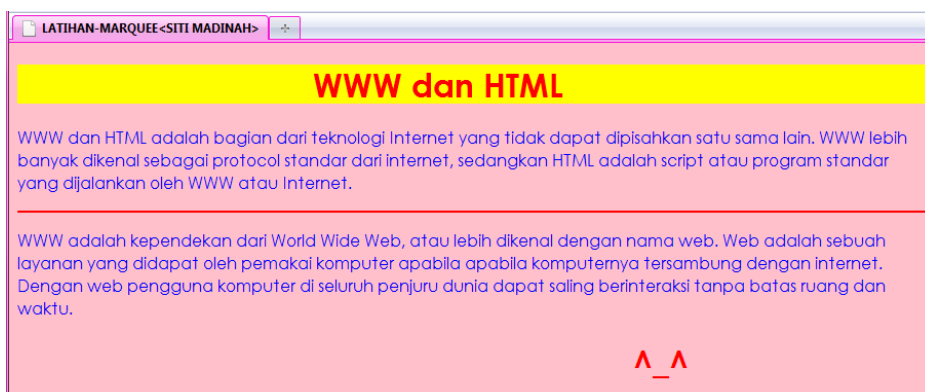 LATIHAN-MARQUEE<SITI MADINAH>
WWW dan HTML
WWW dan HTML adalah bagian dari teknologi Internet yang tidak dapat dipisahkan satu sama lain. WWW lebih
banyak dikenal sebagai protocol standar dari internet, sedangkan HTML adalah script atau program standar
yang dijalankan oleh WWW atau Internet.
WWW adalah kependekan dari World Wide Web, atau lebih dikenal dengan nama web. Web adalah sebuah
layanan yang didapat oleh pemakai komputer apabila apabila komputernya tersambung dengan internet.
Dengan web pengguna komputer di seluruh penjuru dunia dapat saling berinteraksi tanpa batas ruang dan
waktu.
^_^